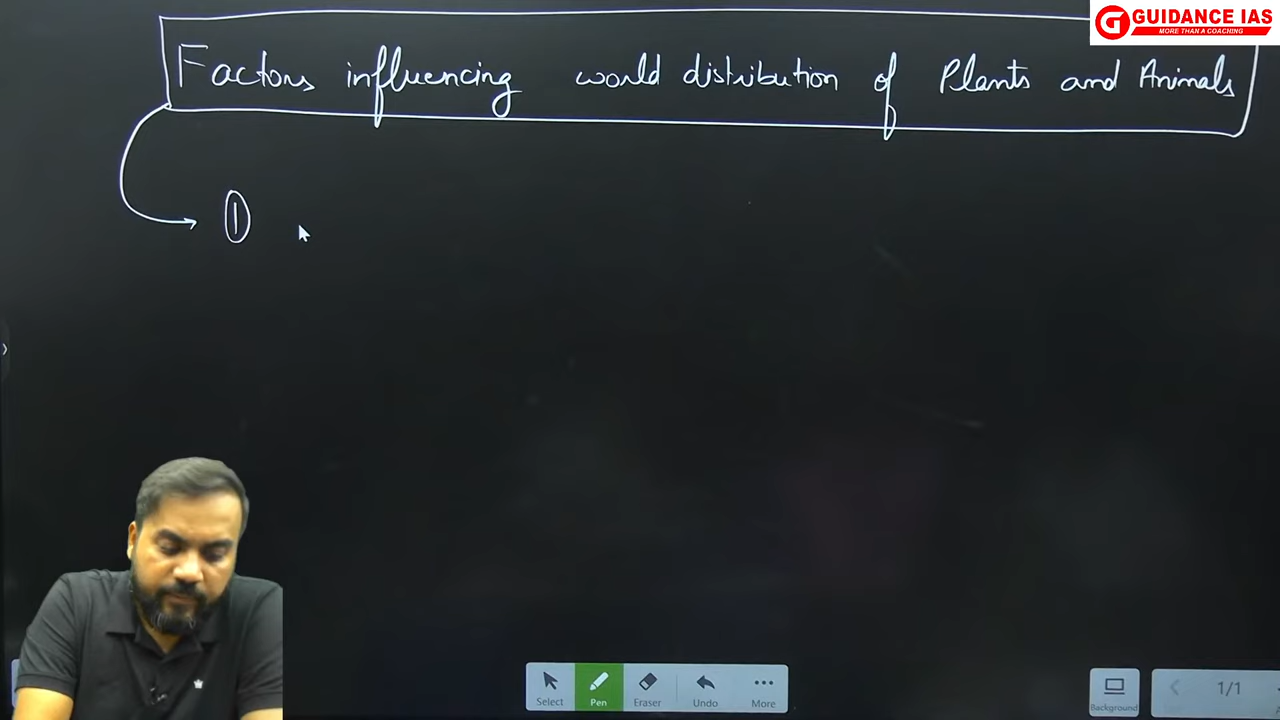 GUIDANCE IAS
MORE THAN A COACHING
Factors influencing world distribution of Plants and Animals
1
Select
Pen
Eraser
Undo
More
Background
1/1